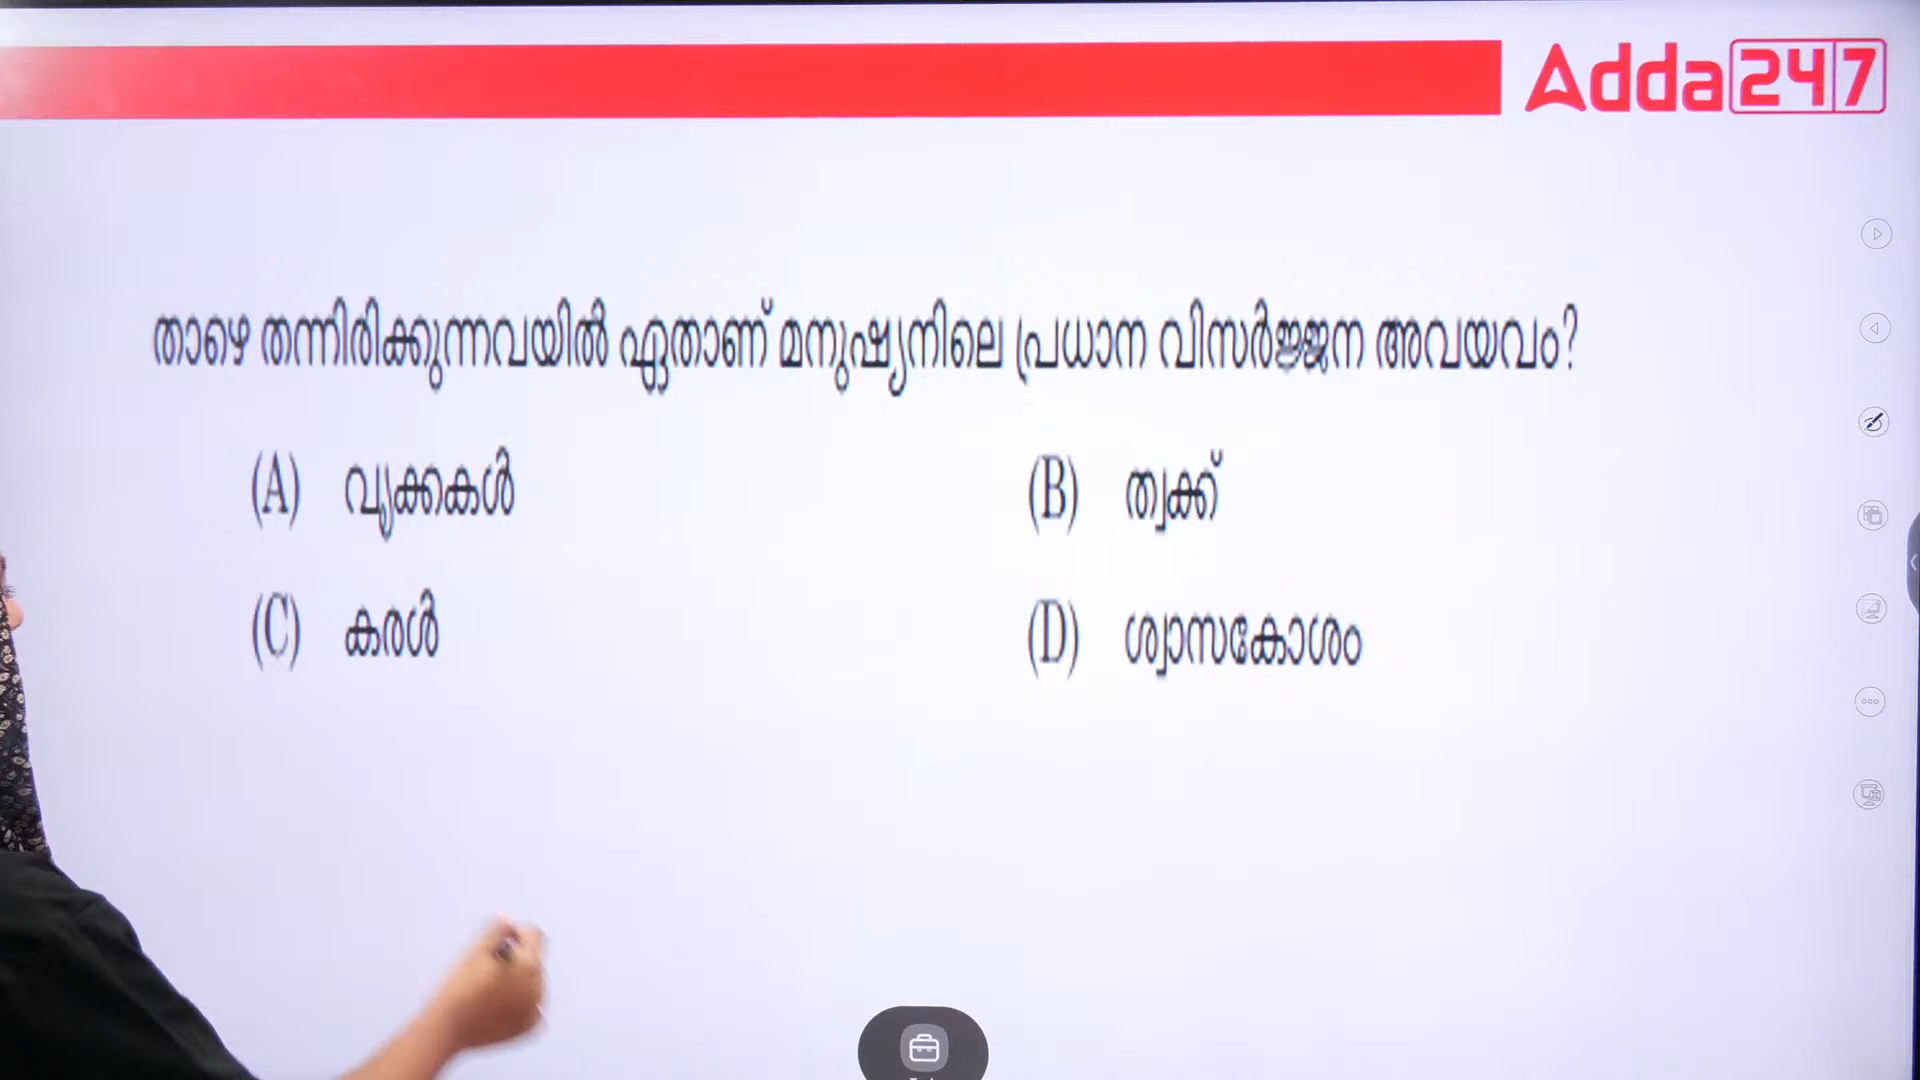 Adda247
താഴെ തന്നിരിക്കുന്നവയിൽ ഏതാണ് മനുഷ്യനിലെ പ്രധാന വിസർജ്ജന അവയവം?
(A) വൃക്കകൾ
(B) ത്വക്ക്
(C) കരൾ
(D) ശ്വാസകോശം